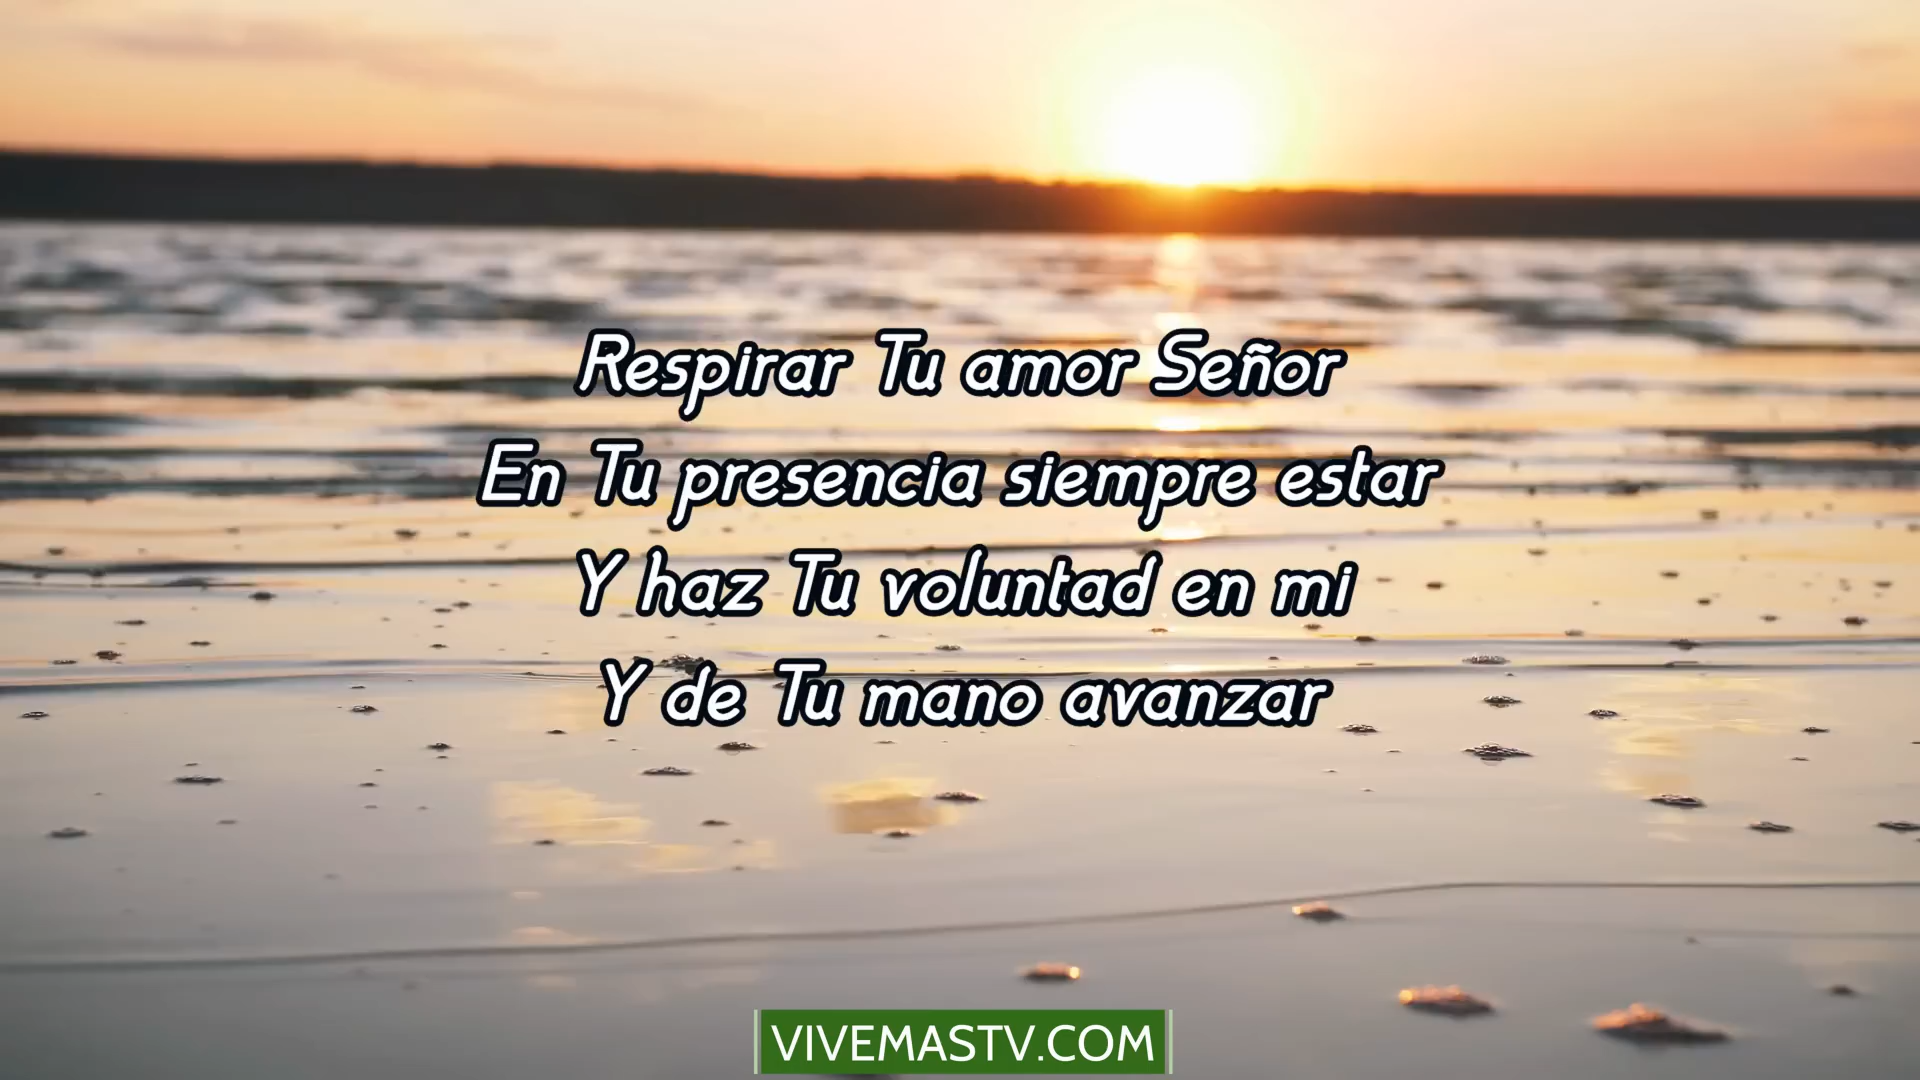 Respirar Tu amor Señor
En Tu presencia siempre estar
Y haz Tu voluntad en mi
Y de Tu mano avanzar
VIVEMASTV.COM